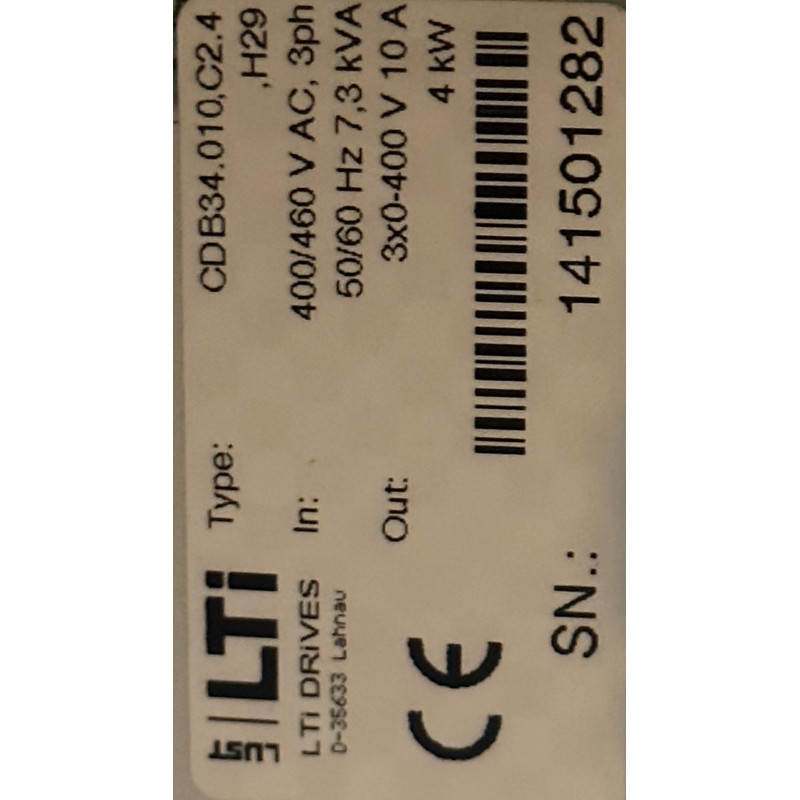 LTi
LTi DRiVES
D-35633 Lahnau
Type: CDB34.010,C2.4
,H29
In: 400/460 V AC, 3ph
50/60 Hz 7,3 kVA
Out: 3x0-400 V 10 A
4 kW
CE
SN.: 141501282